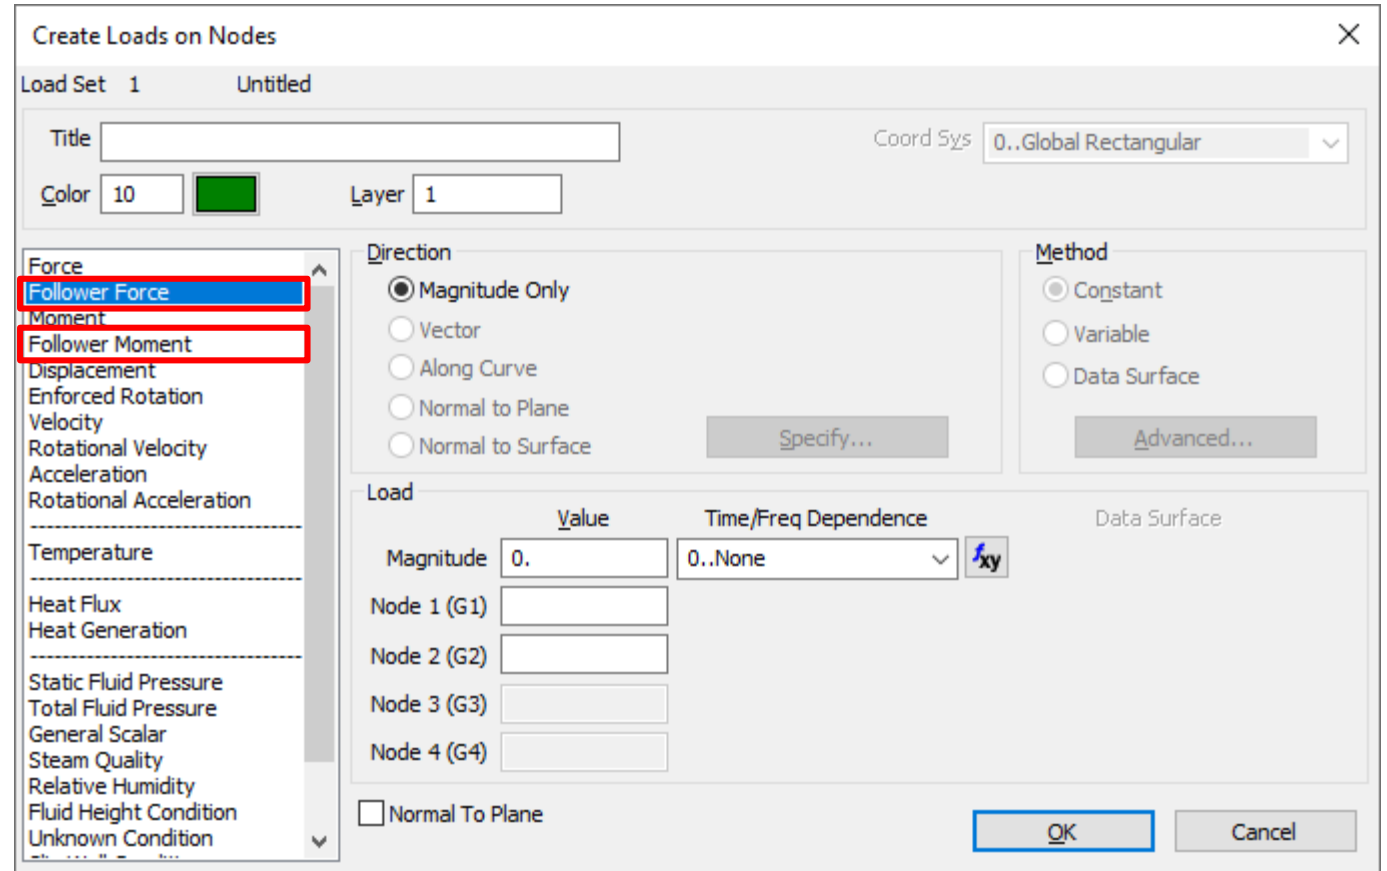 Create Loads on Nodes
Load Set 1 Untitled
Title
Coord Sys 0..Global Rectangular
Color 10
Layer 1
Force
Follower Force
Moment
Follower Moment
Displacement
Enforced Rotation
Velocity
Rotational Velocity
Acceleration
Rotational Acceleration
Temperature
Heat Flux
Heat Generation
Static Fluid Pressure
Total Fluid Pressure
General Scalar
Steam Quality
Relative Humidity
Fluid Height Condition
Unknown Condition
Direction
Magnitude Only
Vector
Along Curve
Normal to Plane
Normal to Surface
Specify...
Method
Constant
Variable
Data Surface
Advanced...
Load
Value Time/Freq Dependence Data Surface
Magnitude 0. 0..None fxy
Node 1 (G1)
Node 2 (G2)
Node 3 (G3)
Node 4 (G4)
Normal To Plane
OK
Cancel